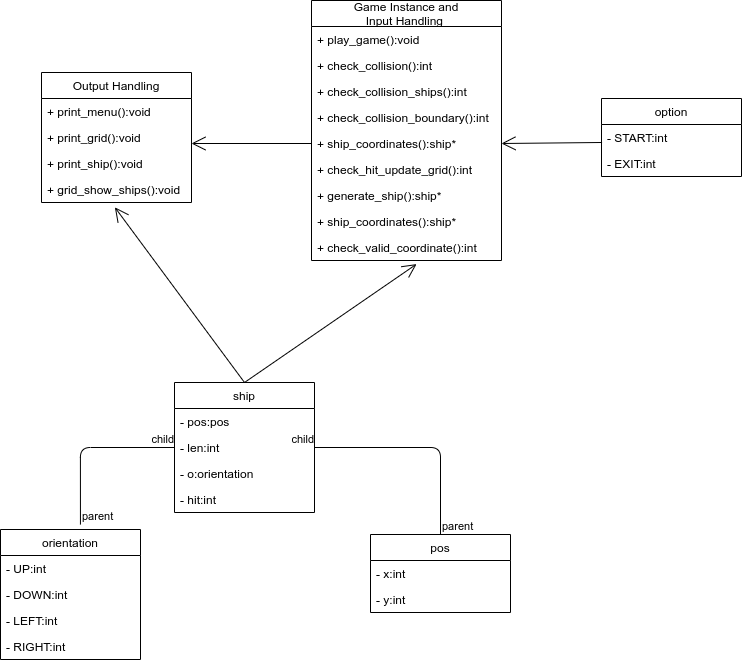 Game Instance and
Input Handling
+ play_game():void
+ check_collision():int
+ check_collision_ships():int
+ check_collision_boundary():int
+ ship_coordinates():ship*
+ check_hit_update_grid():int
+ generate_ship():ship*
+ ship_coordinates():ship*
+ check_valid_coordinate():int
Output Handling
+ print_menu():void
+ print_grid():void
+ print_ship():void
+ grid_show_ships():void
option
- START:int
- EXIT:int
ship
- pos:pos
- len:int
- o:orientation
- hit:int
child
child
parent
parent
orientation
- UP:int
- DOWN:int
- LEFT:int
- RIGHT:int
pos
- x:int
- y:int